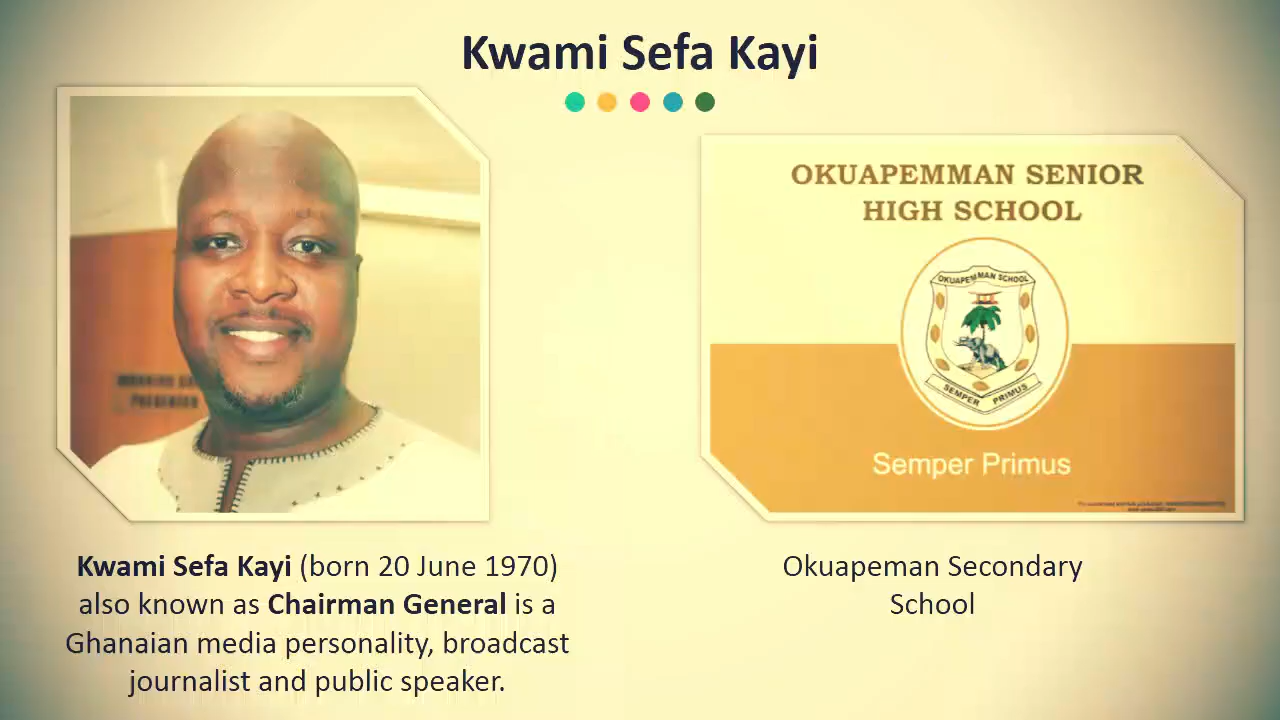 Kwami Sefa Kayi
OKUAPEMMAN SENIOR
HIGH SCHOOL
OKUAPEMMAN SCHOOL
SEMPER PRIMUS
Semper Primus
Kwami Sefa Kayi (born 20 June 1970)
also known as Chairman General is a
Ghanaian media personality, broadcast
journalist and public speaker.
Okuapeman Secondary
School